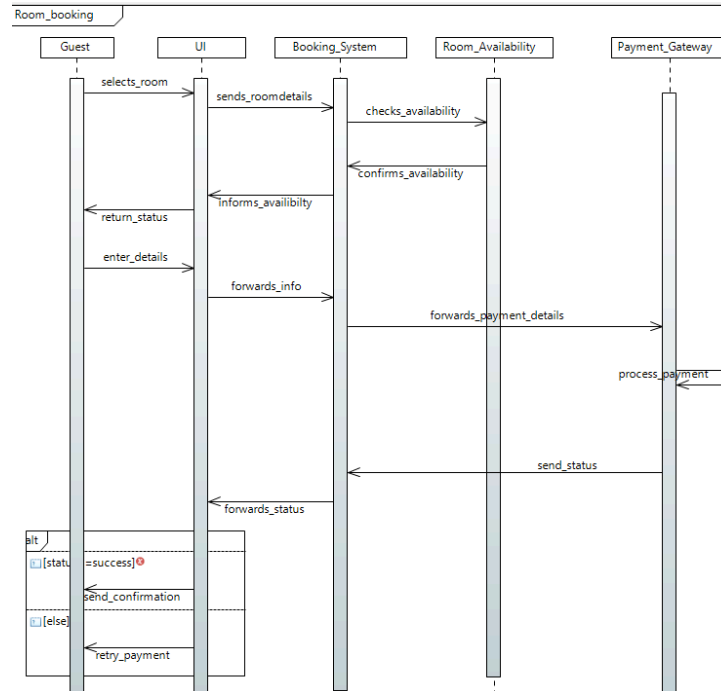 Room_booking
Guest
UI
Booking_System
Room_Availability
Payment_Gateway
selects_room
sends_roomdetails
checks_availability
confirms_availability
informs_availibilty
return_status
enter_details
forwards_info
forwards_payment_details
process_payment
send_status
forwards_status
alt
[statu =success]
send_confirmation
[else]
retry_payment